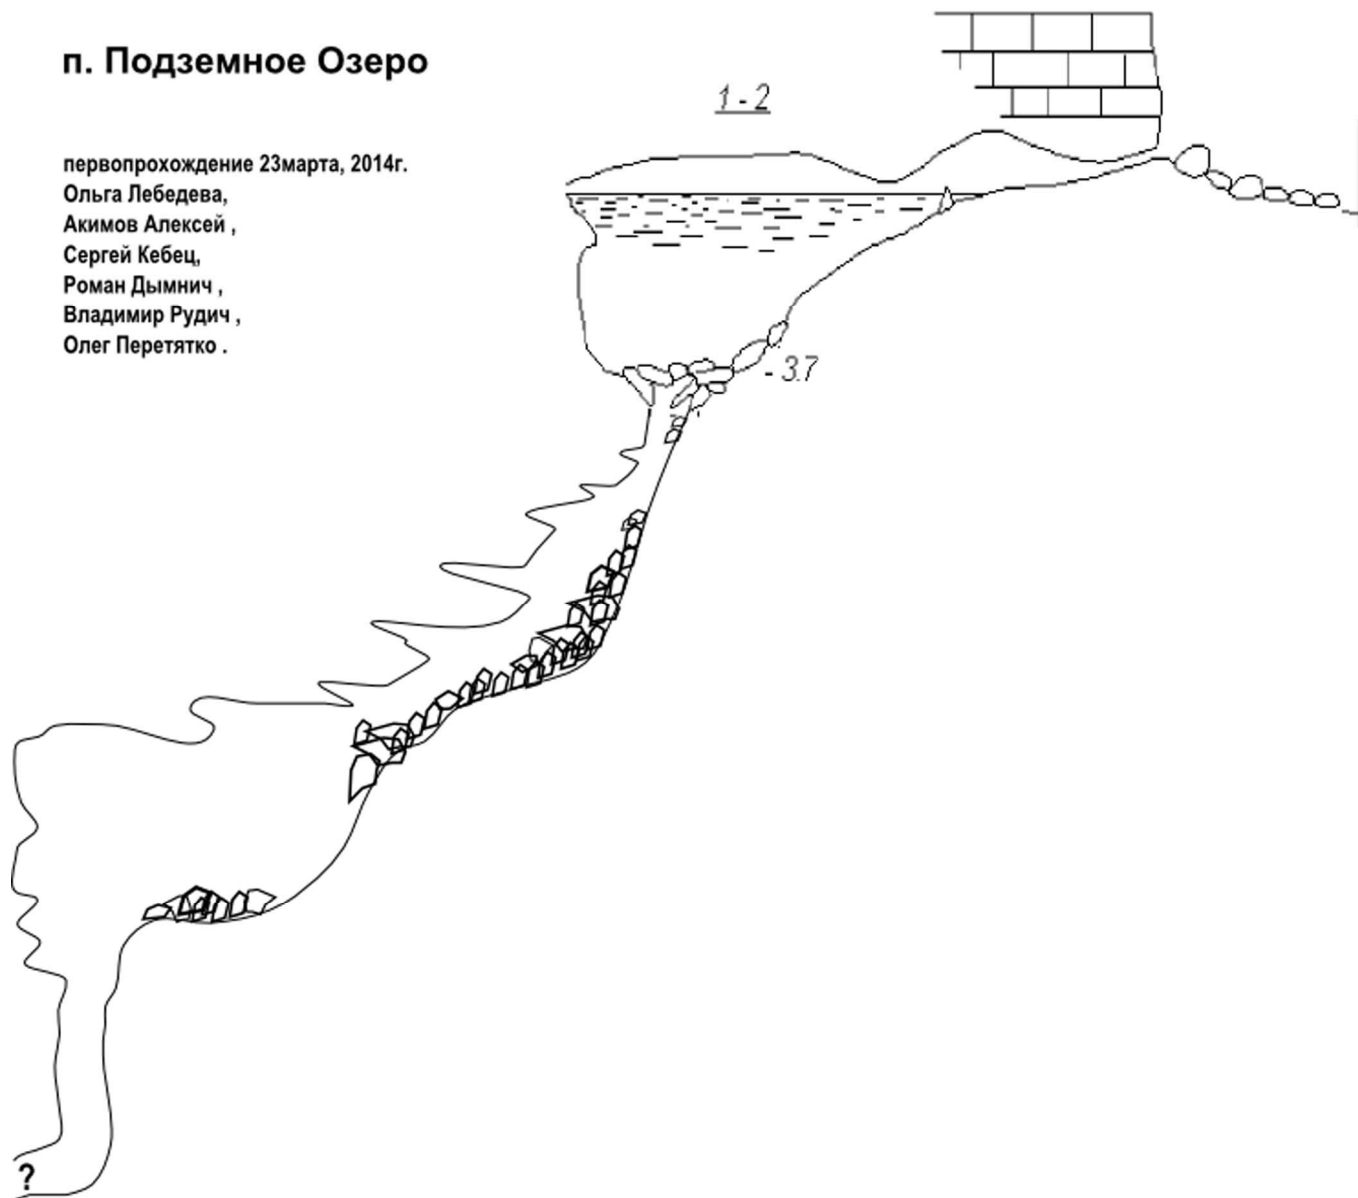 п. Подземное Озеро
1 - 2
первопрохождение 23марта, 2014г.
Ольга Лебедева,
Акимов Алексей ,
Сергей Кебец,
Роман Дымнич ,
Владимир Рудич ,
Олег Перетятко .
- 3.7
?